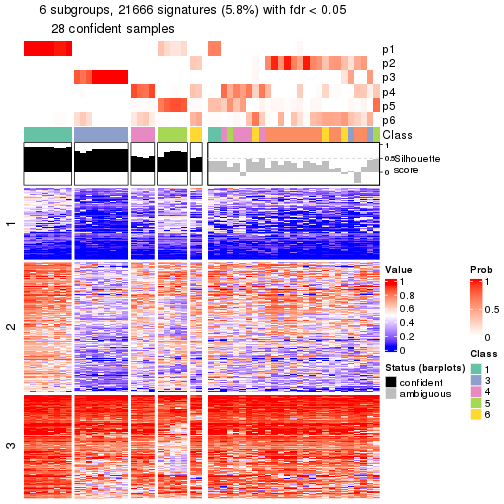 6 subgroups, 21666 signatures (5.8%) with fdr < 0.05
28 confident samples
p1
p2
p3
p4
p5
p6
Class
1
0.5
0
Silhouette
score
1
2
3
Value
1
0.8
0.6
0.4
0.2
0
Status (barplots)
confident
ambiguous
Prob
1
0.5
0
Class
1
3
4
5
6